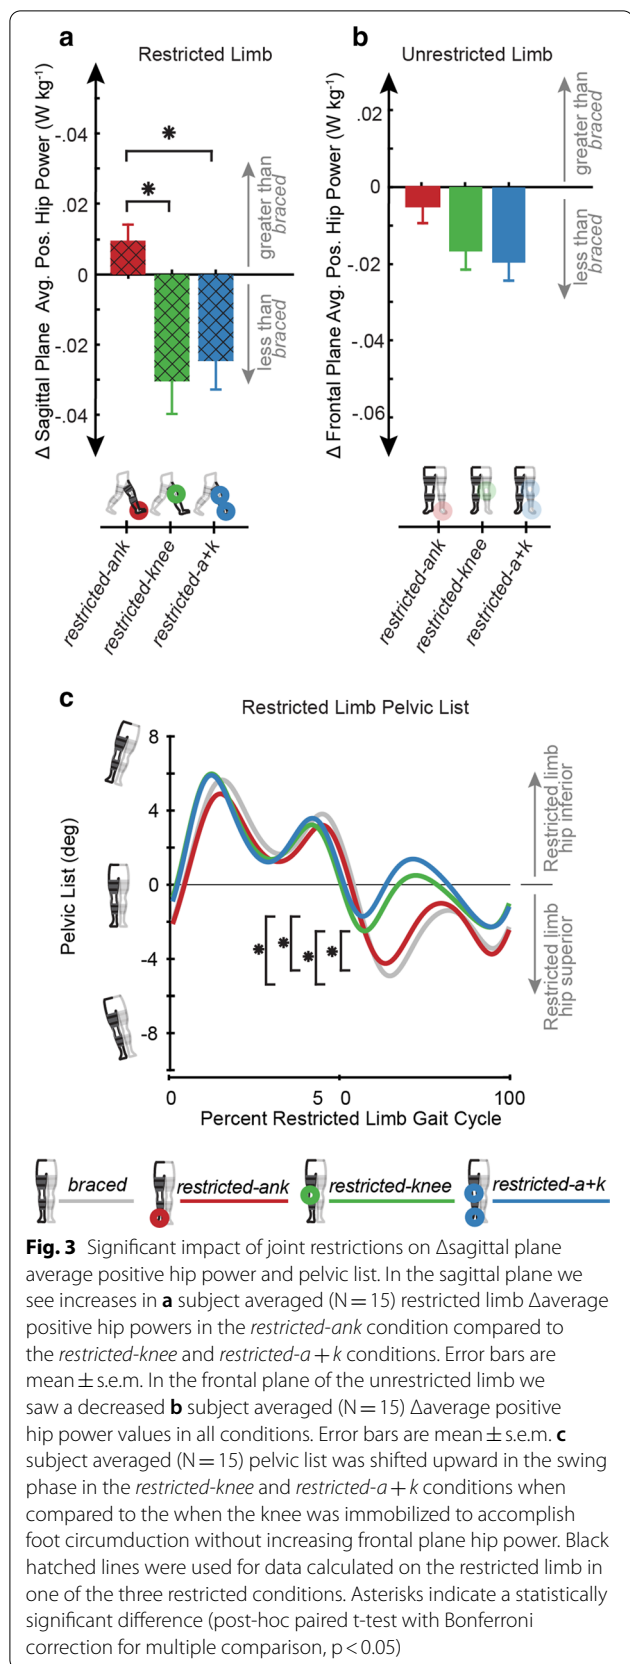 a
b
Restricted Limb
Unrestricted Limb
Δ Sagittal Plane Avg. Pos. Hip Power (W kg-1)
-.04
.02
0
-.02
-.04
*
*
greater than
braced
less than
braced
Δ Frontal Plane Avg. Pos. Hip Power (W kg-1)
.02
0
-.02
-.04
-.06
greater than
braced
less than
braced
restricted-ank
restricted-knee
restricted-a+k
restricted-ank
restricted-knee
restricted-a+k
c
Restricted Limb Pelvic List
Pelvic List (deg)
8
4
0
-4
-8
* * * *
Restricted limb
hip inferior
Restricted limb
hip superior
0 5 0 100
Percent Restricted Limb Gait Cycle
braced restricted-ank restricted-knee restricted-a+k
Fig. 3 Significant impact of joint restrictions on Δsagittal plane
average positive hip power and pelvic list. In the sagittal plane we
see increases in a subject averaged (N = 15) restricted limb Δaverage
positive hip powers in the restricted-ank condition compared to
the restricted-knee and restricted-a + k conditions. Error bars are
mean ± s.e.m. In the frontal plane of the unrestricted limb we
saw a decreased b subject averaged (N = 15) Δaverage positive
hip power values in all conditions. Error bars are mean ± s.e.m. c
subject averaged (N = 15) pelvic list was shifted upward in the swing
phase in the restricted-knee and restricted-a + k conditions when
compared to the when the knee was immobilized to accomplish
foot circumduction without increasing frontal plane hip power. Black
hatched lines were used for data calculated on the restricted limb in
one of the three restricted conditions. Asterisks indicate a statistically
significant difference (post-hoc paired t-test with Bonferroni
correction for multiple comparison, p < 0.05)